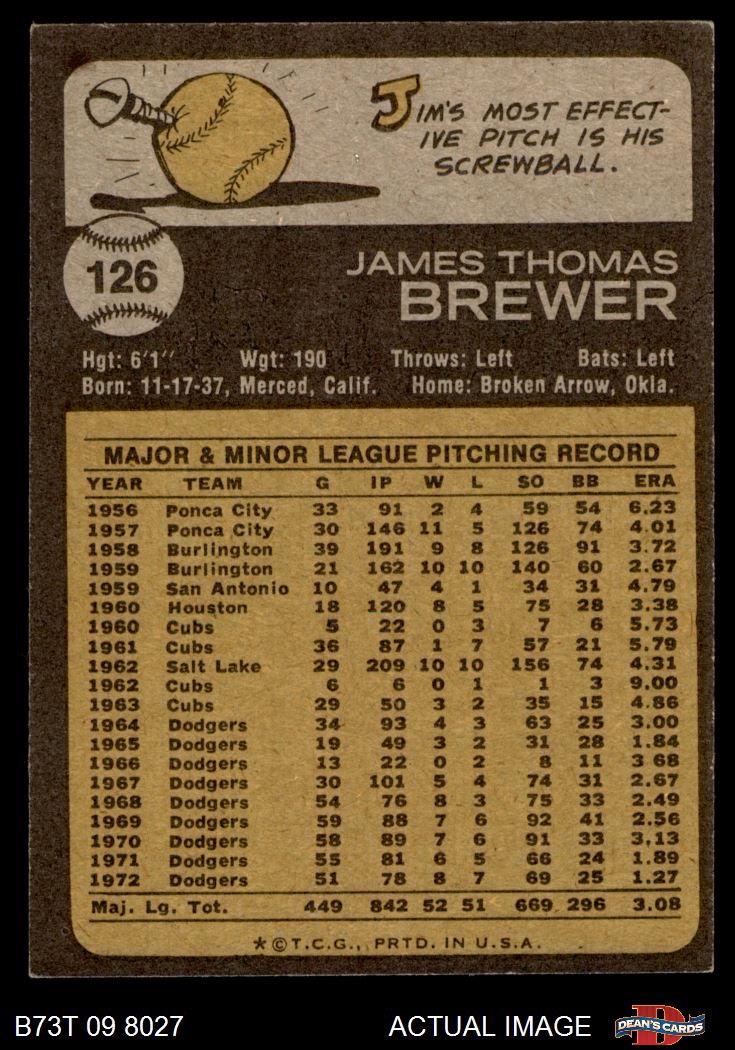 JIM'S MOST EFFECT-
IVE PITCH IS HIS
SCREWBALL.
126
JAMES THOMAS
BREWER
Hgt: 6'1" Wgt: 190 Throws: Left Bats: Left
Born: 11-17-37, Merced, Calif. Home: Broken Arrow, Okla.
MAJOR & MINOR LEAGUE PITCHING RECORD
YEAR TEAM G IP W L SO BB ERA
1956 Ponca City 33 91 2 4 59 54 6.23
1957 Ponca City 30 146 11 5 126 74 4.01
1958 Burlington 39 191 9 8 126 91 3.72
1959 Burlington 21 162 10 10 140 60 2.67
1959 San Antonio 10 47 4 1 34 31 4.79
1960 Houston 18 120 8 5 75 28 3.38
1960 Cubs 5 22 0 3 7 6 5.73
1961 Cubs 36 87 1 7 57 21 5.79
1962 Salt Lake 29 209 10 10 156 74 4.31
1962 Cubs 6 6 0 1 1 3 9.00
1963 Cubs 29 50 3 2 35 15 4.86
1964 Dodgers 34 93 4 3 63 25 3.00
1965 Dodgers 19 49 3 2 31 28 1.84
1966 Dodgers 13 22 0 2 8 11 3 68
1967 Dodgers 30 101 5 4 74 31 2.67
1968 Dodgers 54 76 8 3 75 33 2.49
1969 Dodgers 59 88 7 6 92 41 2.56
1970 Dodgers 58 89 7 6 91 33 3.13
1971 Dodgers 55 81 6 5 66 24 1.89
1972 Dodgers 51 78 8 7 69 25 1.27
Maj. Lg. Tot. 449 842 52 51 669 296 3.08
*©T.C.G., PRTD. IN U.S.A.
B73T 09 8027 ACTUAL IMAGE D DEAN'S CARDS